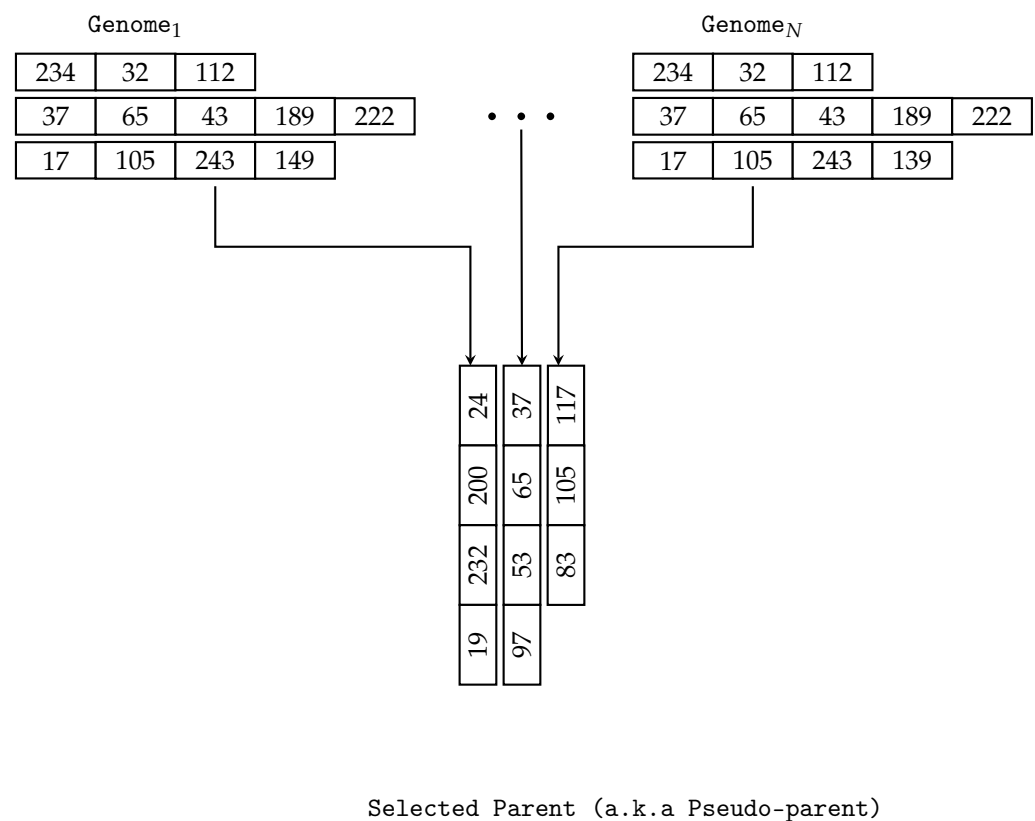 Genome1 GenomeN
234 32 112 234 32 112
37 65 43 189 222 • • • 37 65 43 189 222
17 105 243 149 17 105 243 139
24 200 232 19
37 65 53 97
117 105 83
Selected Parent (a.k.a Pseudo-parent)